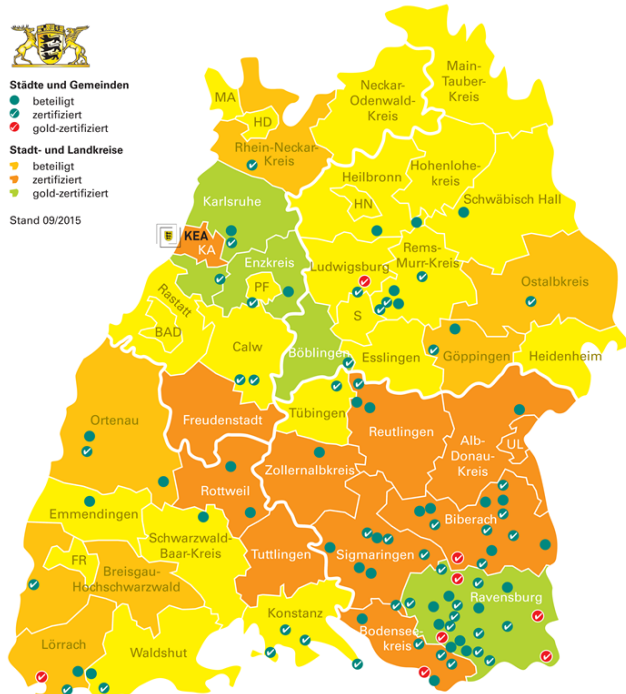 Städte und Gemeinden
beteiligt
zertifiziert
gold-zertifiziert
Stadt- und Landkreise
beteiligt
zertifiziert
gold-zertifiziert
Stand 09/2015
Main-
Tauber-
Kreis
Neckar-
Odenwald-
Kreis
MA
HD
Rhein-Neckar-
Kreis
Hohenlohe-
kreis
Heilbronn
HN
Schwäbisch Hall
Karlsruhe
KEA
KA
Enzkreis
PF
Ludwigsburg
Rems-
Murr-Kreis
Ostalbkreis
Rastatt
BAD
S
Calw
Böblingen
Esslingen
Göppingen
Heidenheim
Ortenau
Freudenstadt
Tübingen
Reutlingen
Alb-
Donau-
Kreis
UL
Zollernalbkreis
Rottweil
Emmendingen
Biberach
Schwarzwald-
Baar-Kreis
Tuttlingen
Sigmaringen
FR
Breisgau-
Hochschwarzwald
Ravensburg
Konstanz
Bodensee-
kreis
Lörrach
Waldshut